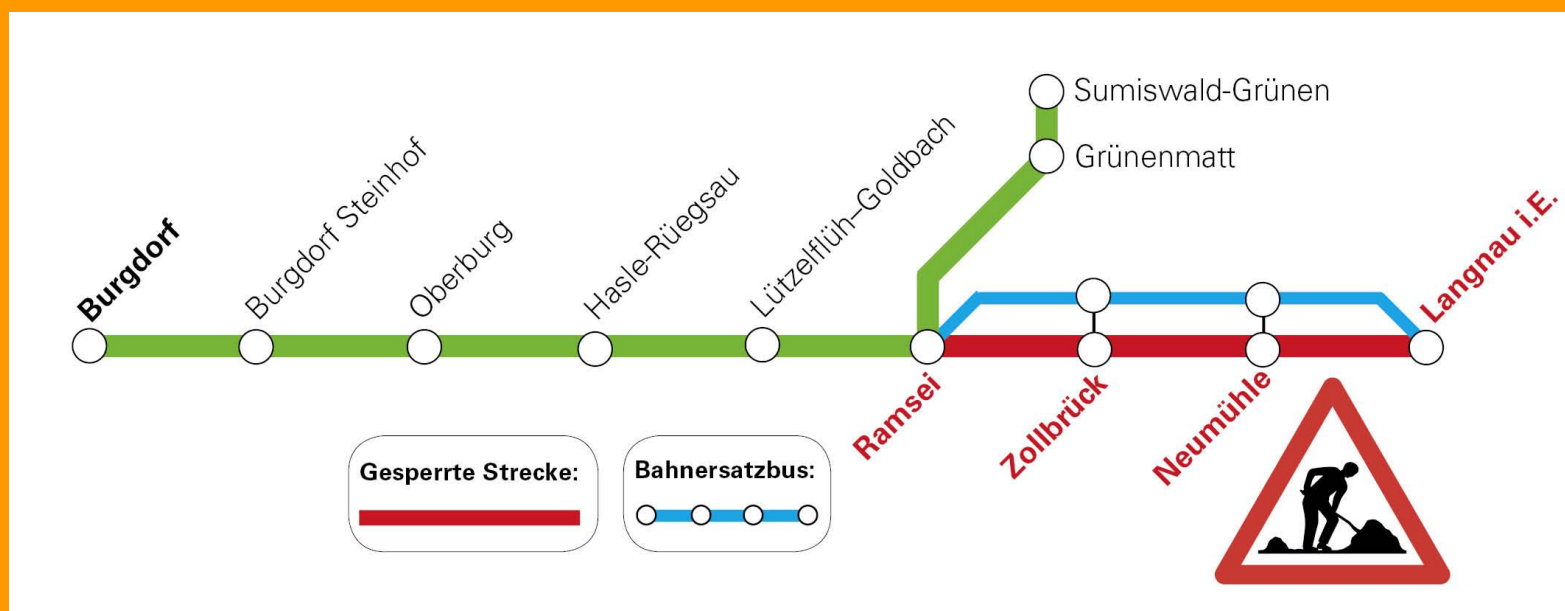 Burgdorf
Burgdorf Steinhof
Oberburg
Hasle-Rüegsau
Lützelflüh–Goldbach
Sumiswald-Grünen
Grünenmatt
Ramsei
Zollbrück
Neumühle
Langnau i.E.
Gesperrte Strecke:
Bahnersatzbus: